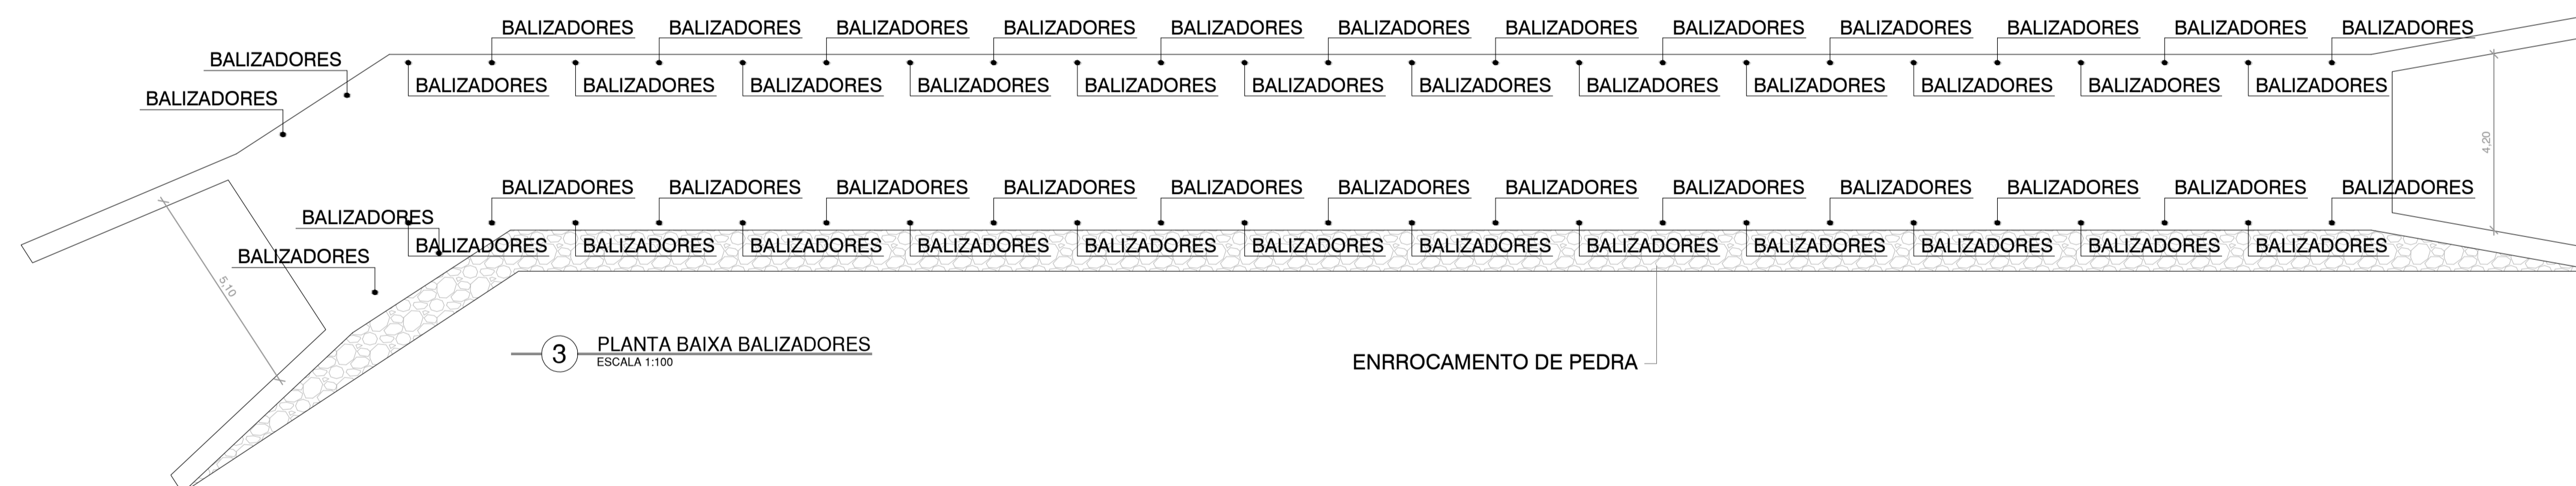 BALIZADORES BALIZADORES BALIZADORES BALIZADORES BALIZADORES BALIZADORES BALIZADORES BALIZADORES BALIZADORES BALIZADORES BALIZADORES BALIZADORES
BALIZADORES
BALIZADORES BALIZADORES BALIZADORES BALIZADORES BALIZADORES BALIZADORES BALIZADORES BALIZADORES BALIZADORES BALIZADORES BALIZADORES BALIZADORES
BALIZADORES
4,20
BALIZADORES BALIZADORES BALIZADORES BALIZADORES BALIZADORES BALIZADORES BALIZADORES BALIZADORES BALIZADORES BALIZADORES BALIZADORES BALIZADORES
BALIZADORES
BALIZADORES BALIZADORES BALIZADORES BALIZADORES BALIZADORES BALIZADORES BALIZADORES BALIZADORES BALIZADORES BALIZADORES BALIZADORES BALIZADORES
BALIZADORES
5,10
3 PLANTA BAIXA BALIZADORES
ESCALA 1:100
ENRROCAMENTO DE PEDRA